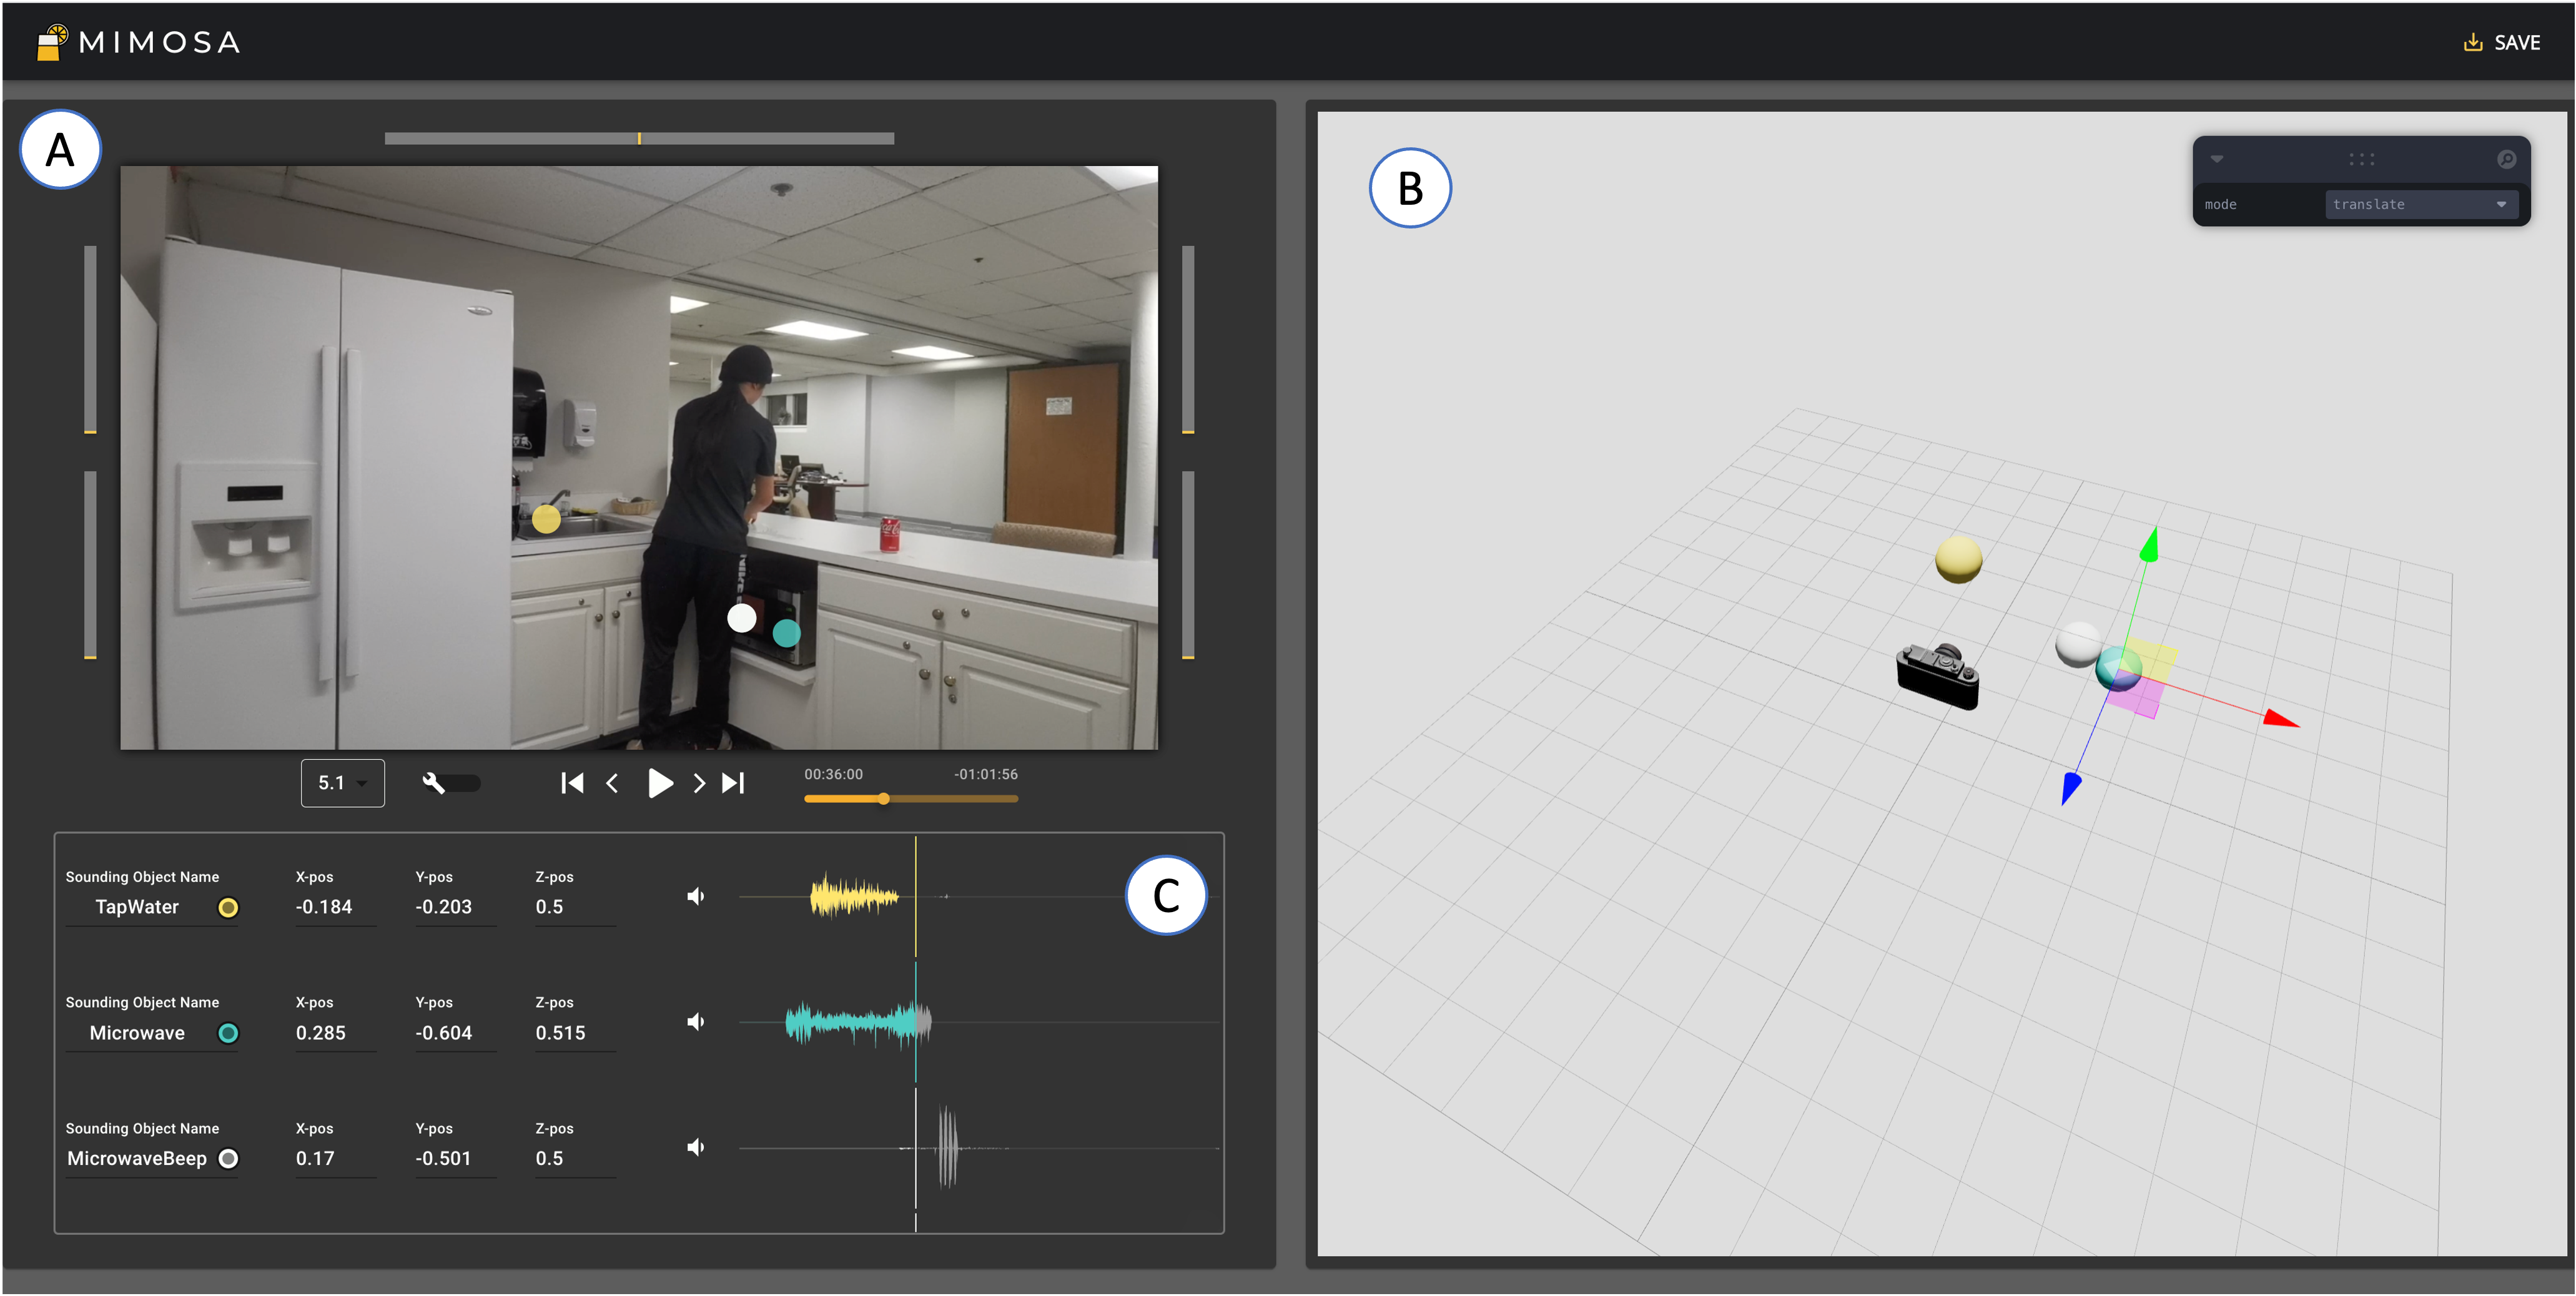 MIMOSA
SAVE
A
B
mode
translate
5.1
00:36:00
-01:01:56
C
Sounding Object Name
X-pos
Y-pos
Z-pos
TapWater
-0.184
-0.203
0.5
Sounding Object Name
X-pos
Y-pos
Z-pos
Microwave
0.285
-0.604
0.515
Sounding Object Name
X-pos
Y-pos
Z-pos
MicrowaveBeep
0.17
-0.501
0.5